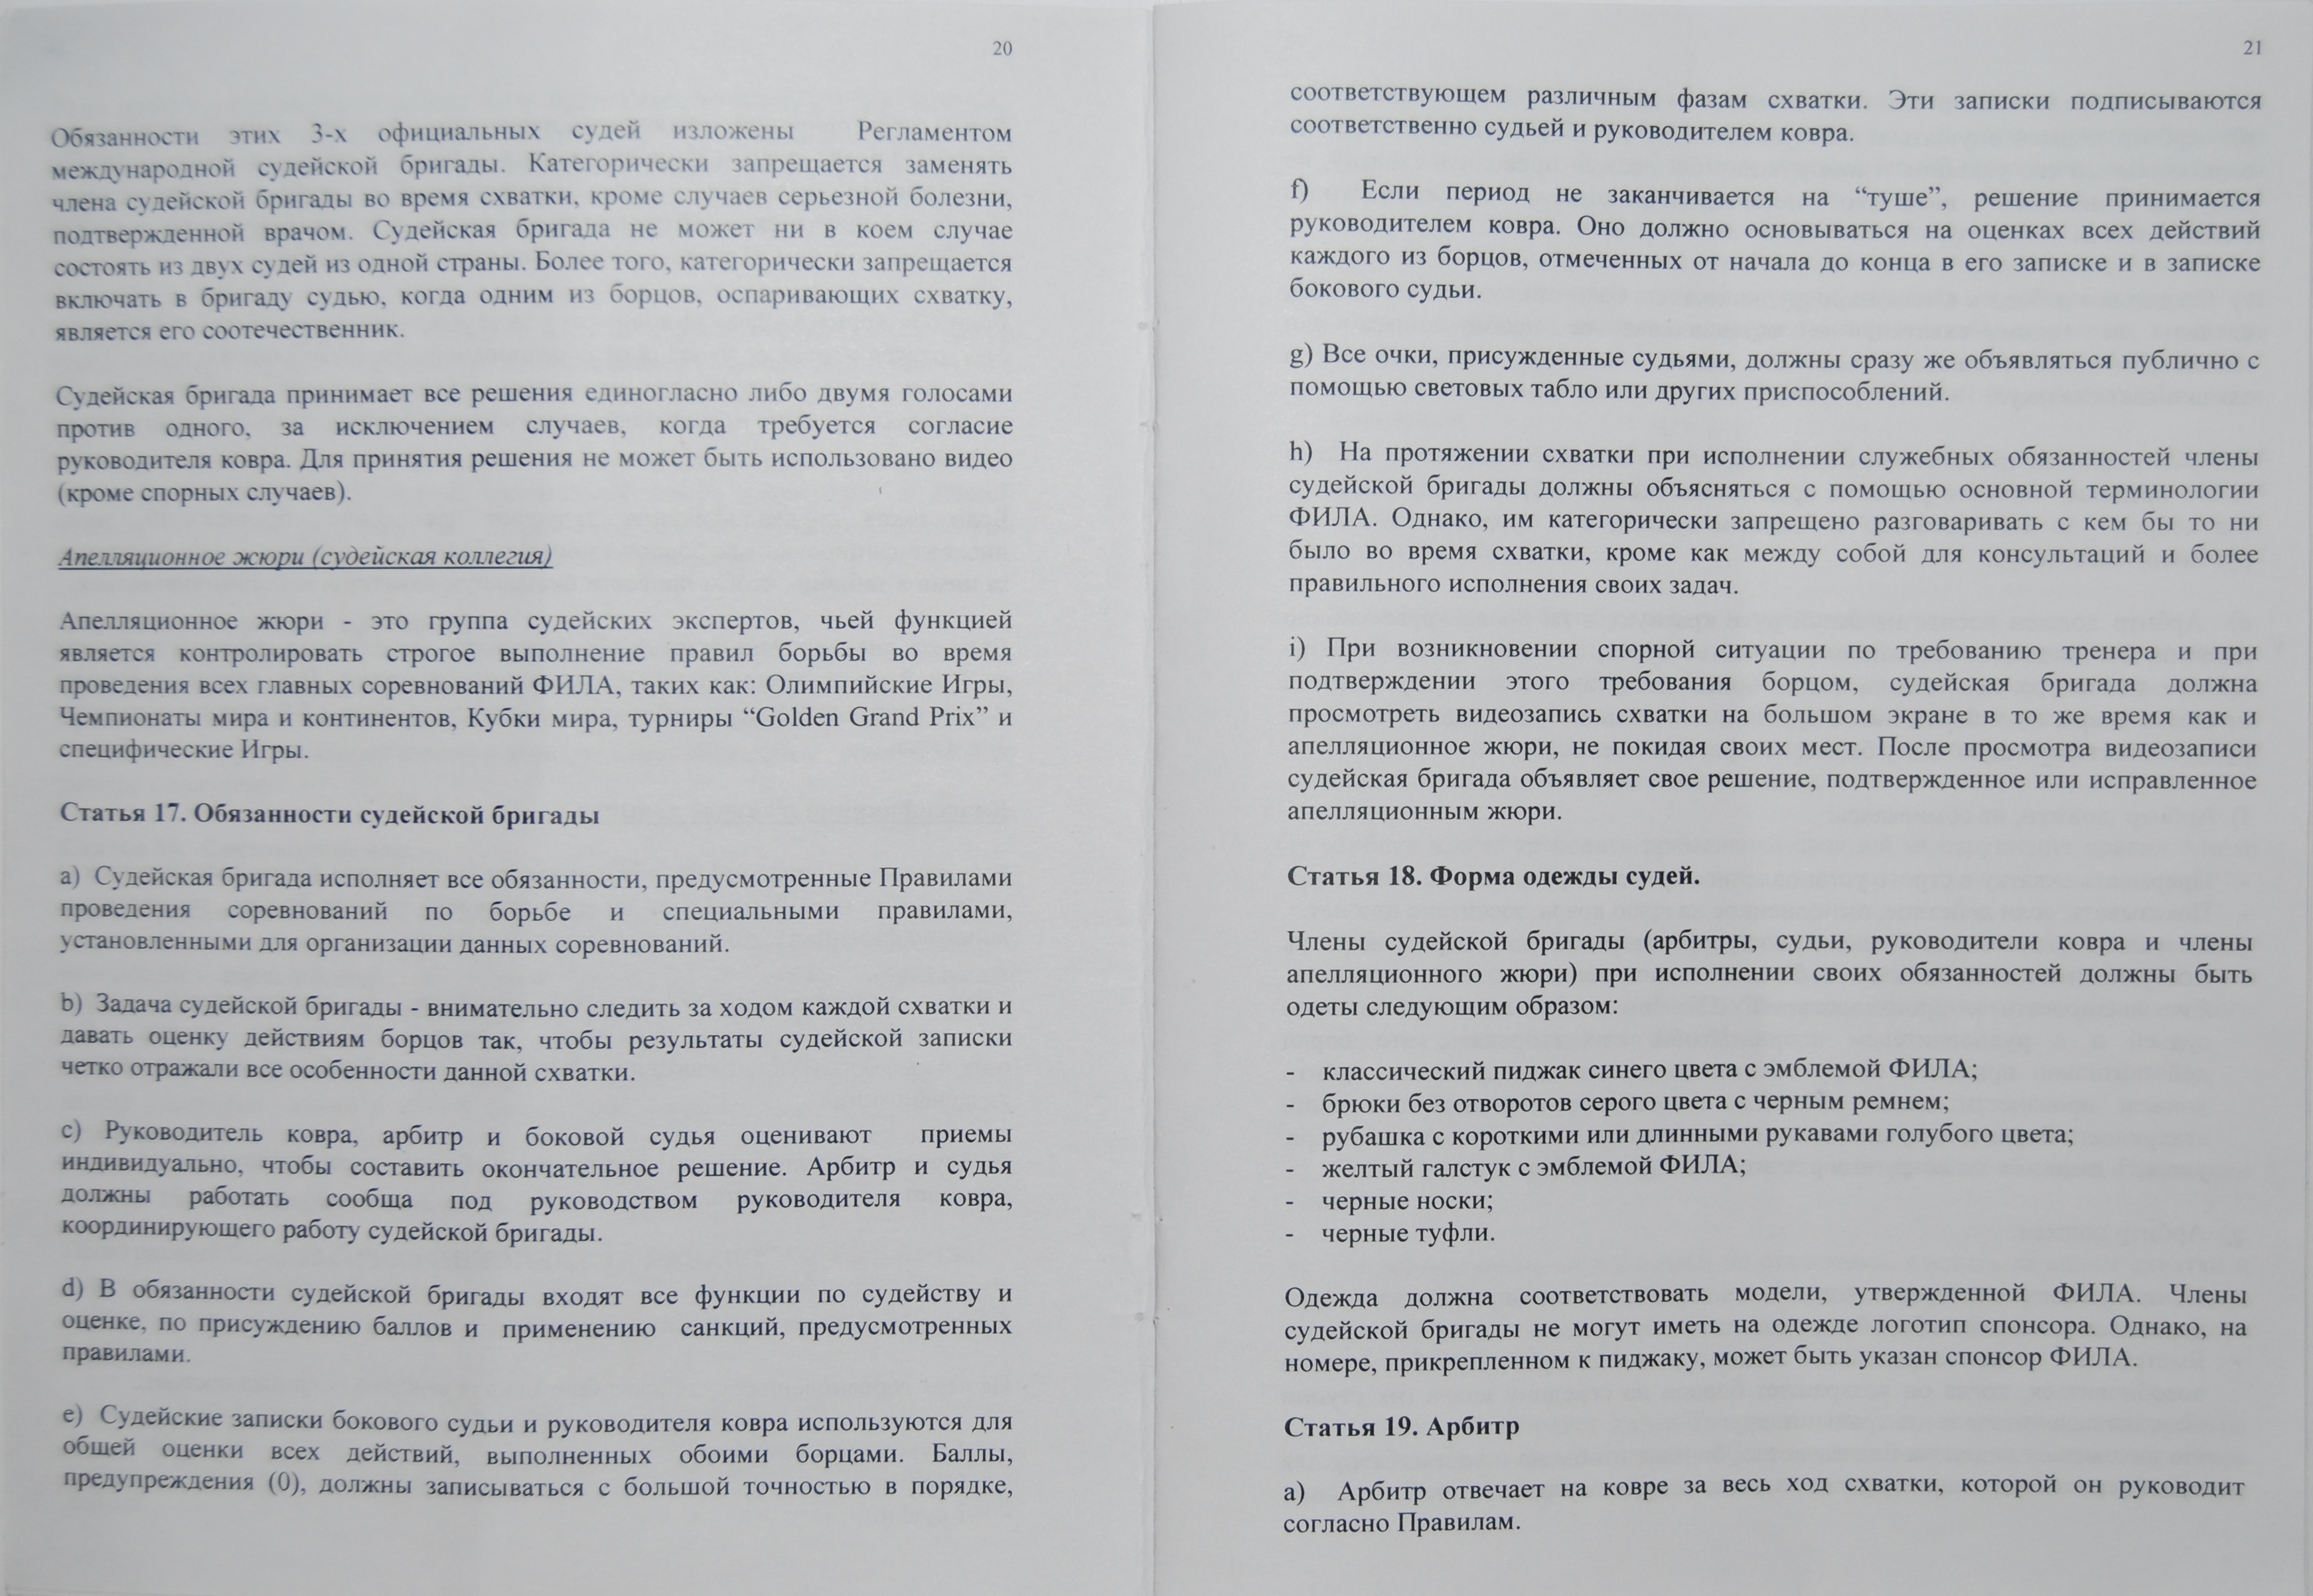 20
Обязанности этих 3-х официальных судей изложены Регламентом
международной судейской бригады. Категорически запрещается заменять
члена судейской бригады во время схватки, кроме случаев серьезной болезни,
подтвержденной врачом. Судейская бригада не может ни в коем случае
состоять из двух судей из одной страны. Более того, категорически запрещается
включать в бригаду судью, когда одним из борцов, оспаривающих схватку,
является его соотечественник.
Судейская бригада принимает все решения единогласно либо двумя голосами
против одного, за исключением случаев, когда требуется согласие
руководителя ковра. Для принятия решения не может быть использовано видео
(кроме спорных случаев).
Апелляционное жюри (судейская коллегия)
Апелляционное жюри - это группа судейских экспертов, чьей функцией
является контролировать строгое выполнение правил борьбы во время
проведения всех главных соревнований ФИЛА, таких как: Олимпийские Игры,
Чемпионаты мира и континентов, Кубки мира, турниры “Golden Grand Prix” и
специфические Игры.
Статья 17. Обязанности судейской бригады
a) Судейская бригада исполняет все обязанности, предусмотренные Правилами
проведения соревнований по борьбе и специальными правилами,
установленными для организации данных соревнований.
b) Задача судейской бригады - внимательно следить за ходом каждой схватки и
давать оценку действиям борцов так, чтобы результаты судейской записки
четко отражали все особенности данной схватки.
c) Руководитель ковра, арбитр и боковой судья оценивают приемы
индивидуально, чтобы составить окончательное решение. Арбитр и судья
должны работать сообща под руководством руководителя ковра,
координирующего работу судейской бригады.
d) В обязанности судейской бригады входят все функции по судейству и
оценке, по присуждению баллов и применению санкций, предусмотренных
правилами.
e) Судейские записки бокового судьи и руководителя ковра используются для
общей оценки всех действий, выполненных обоими борцами. Баллы,
предупреждения (0), должны записываться с большой точностью в порядке,
21
соответствующем различным фазам схватки. Эти записки подписываются
соответственно судьей и руководителем ковра.
f) Если период не заканчивается на “туше”, решение принимается
руководителем ковра. Оно должно основываться на оценках всех действий
каждого из борцов, отмеченных от начала до конца в его записке и в записке
бокового судьи.
g) Все очки, присужденные судьями, должны сразу же объявляться публично с
помощью световых табло или других приспособлений.
h) На протяжении схватки при исполнении служебных обязанностей члены
судейской бригады должны объясняться с помощью основной терминологии
ФИЛА. Однако, им категорически запрещено разговаривать с кем бы то ни
было во время схватки, кроме как между собой для консультаций и более
правильного исполнения своих задач.
i) При возникновении спорной ситуации по требованию тренера и при
подтверждении этого требования борцом, судейская бригада должна
просмотреть видеозапись схватки на большом экране в то же время как и
апелляционное жюри, не покидая своих мест. После просмотра видеозаписи
судейская бригада объявляет свое решение, подтвержденное или исправленное
апелляционным жюри.
Статья 18. Форма одежды судей.
Члены судейской бригады (арбитры, судьи, руководители ковра и члены
апелляционного жюри) при исполнении своих обязанностей должны быть
одеты следующим образом:
- классический пиджак синего цвета с эмблемой ФИЛА;
- брюки без отворотов серого цвета с черным ремнем;
- рубашка с короткими или длинными рукавами голубого цвета;
- желтый галстук с эмблемой ФИЛА;
- черные носки;
- черные туфли.
Одежда должна соответствовать модели, утвержденной ФИЛА. Члены
судейской бригады не могут иметь на одежде логотип спонсора. Однако, на
номере, прикрепленном к пиджаку, может быть указан спонсор ФИЛА.
Статья 19. Арбитр
a) Арбитр отвечает на ковре за весь ход схватки, которой он руководит
согласно Правилам.